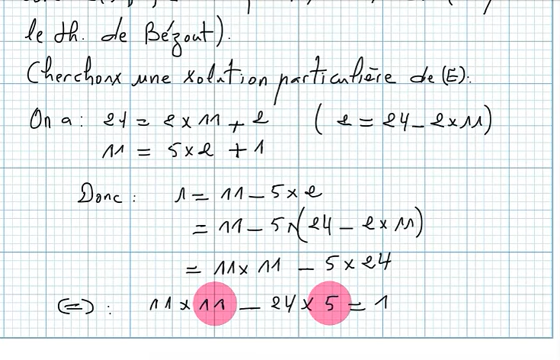 le th. de Bézout).
Cherchons une solution particulière de (E):
On a: 24 = 2 × 11 + 2 ( 2 = 24 - 2 × 11)
11 = 5 × 2 + 1
Donc: 1 = 11 - 5 × 2
= 11 - 5 × (24 - 2 × 11)
= 11 × 11 - 5 × 24
(=): 11 × 11 - 24 × 5 = 1